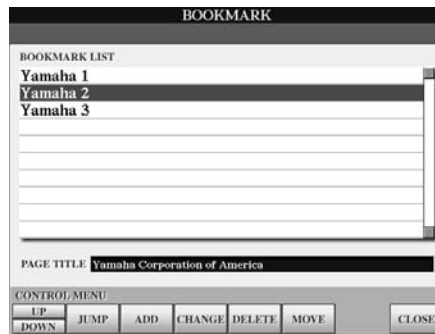 BOOKMARK
BOOKMARK LIST
Yamaha 1
Yamaha 2
Yamaha 3
PAGE TITLE Yamaha Corporation of America
CONTROL MENU
UP
DOWN
JUMP
ADD
CHANGE
DELETE
MOVE
CLOSE